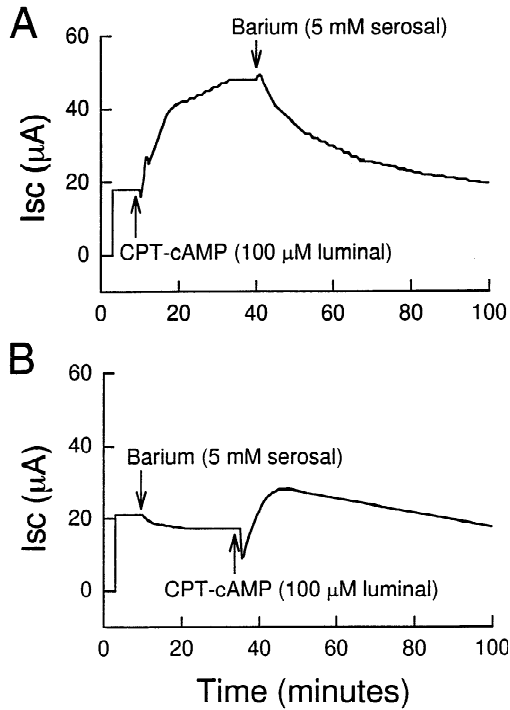 A
Barium (5 mM serosal)
60
40
20
0
Isc (μA)
CPT-cAMP (100 μM luminal)
0 20 40 60 80 100
B
60
40
20
0
Isc (μA)
Barium (5 mM serosal)
CPT-cAMP (100 μM luminal)
0 20 40 60 80 100
Time (minutes)